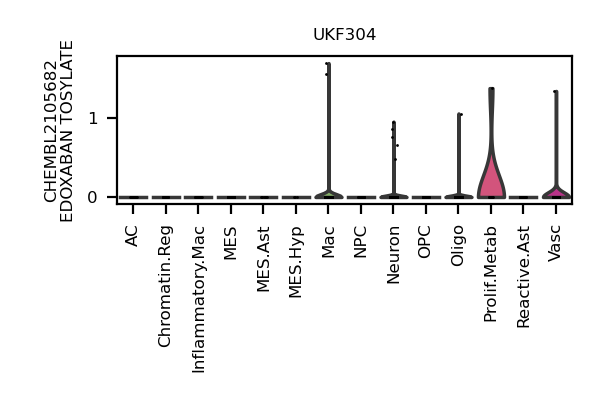 UKF304
CHEMBL2105682
EDOXABAN TOSYLATE
1
0
AC
Chromatin.Reg
Inflammatory.Mac
MES
MES.Ast
MES.Hyp
Mac
NPC
Neuron
OPC
Oligo
Prolif.Metab
Reactive.Ast
Vasc